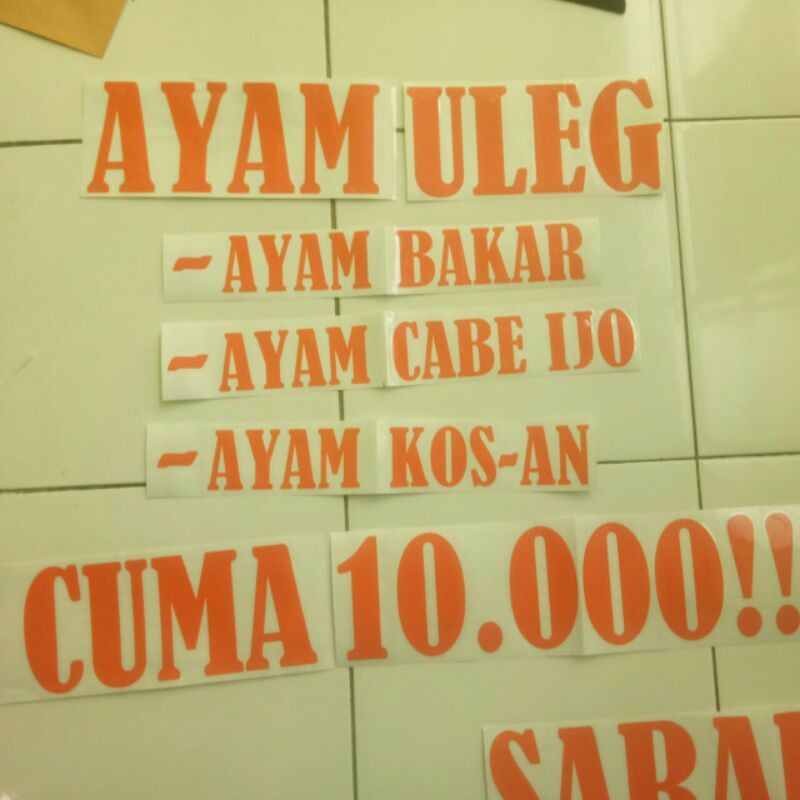 AYAM ULEG
-AYAM BAKAR
-AYAM CABE IJO
-AYAM KOS-AN
CUMA 10.000!!